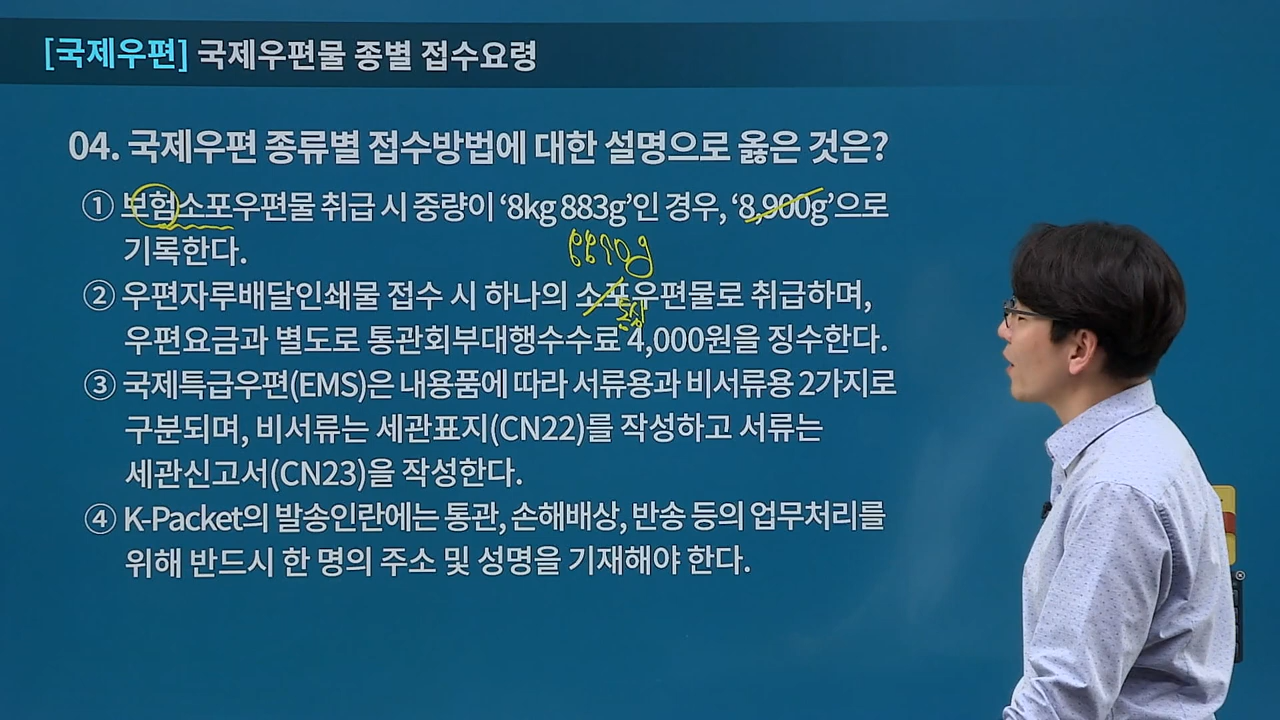 [국제우편] 국제우편물 종별 접수요령
04. 국제우편 종류별 접수방법에 대한 설명으로 옳은 것은?
① 보험소포우편물 취급 시 중량이 ‘8kg 883g’인 경우, ‘8,900g’으로
기록한다.
8890g
② 우편자루배달인쇄물 접수 시 하나의 소포우편물로 취급하며,
통상
우편요금과 별도로 통관회부대행수수료 4,000원을 징수한다.
③ 국제특급우편(EMS)은 내용품에 따라 서류용과 비서류용 2가지로
구분되며, 비서류는 세관표지(CN22)를 작성하고 서류는
세관신고서(CN23)을 작성한다.
④ K-Packet의 발송인란에는 통관, 손해배상, 반송 등의 업무처리를
위해 반드시 한 명의 주소 및 성명을 기재해야 한다.